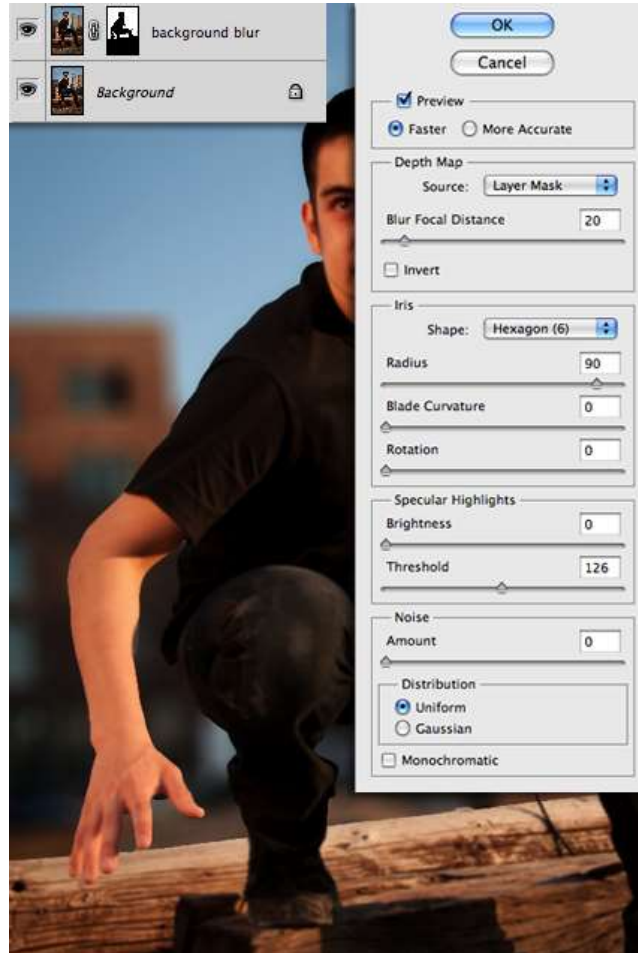 background blur
Background
OK
Cancel
Preview
Faster More Accurate
Depth Map
Source: Layer Mask
Blur Focal Distance 20
Invert
Iris
Shape: Hexagon (6)
Radius 90
Blade Curvature 0
Rotation 0
Specular Highlights
Brightness 0
Threshold 126
Noise
Amount 0
Distribution
Uniform
Gaussian
Monochromatic